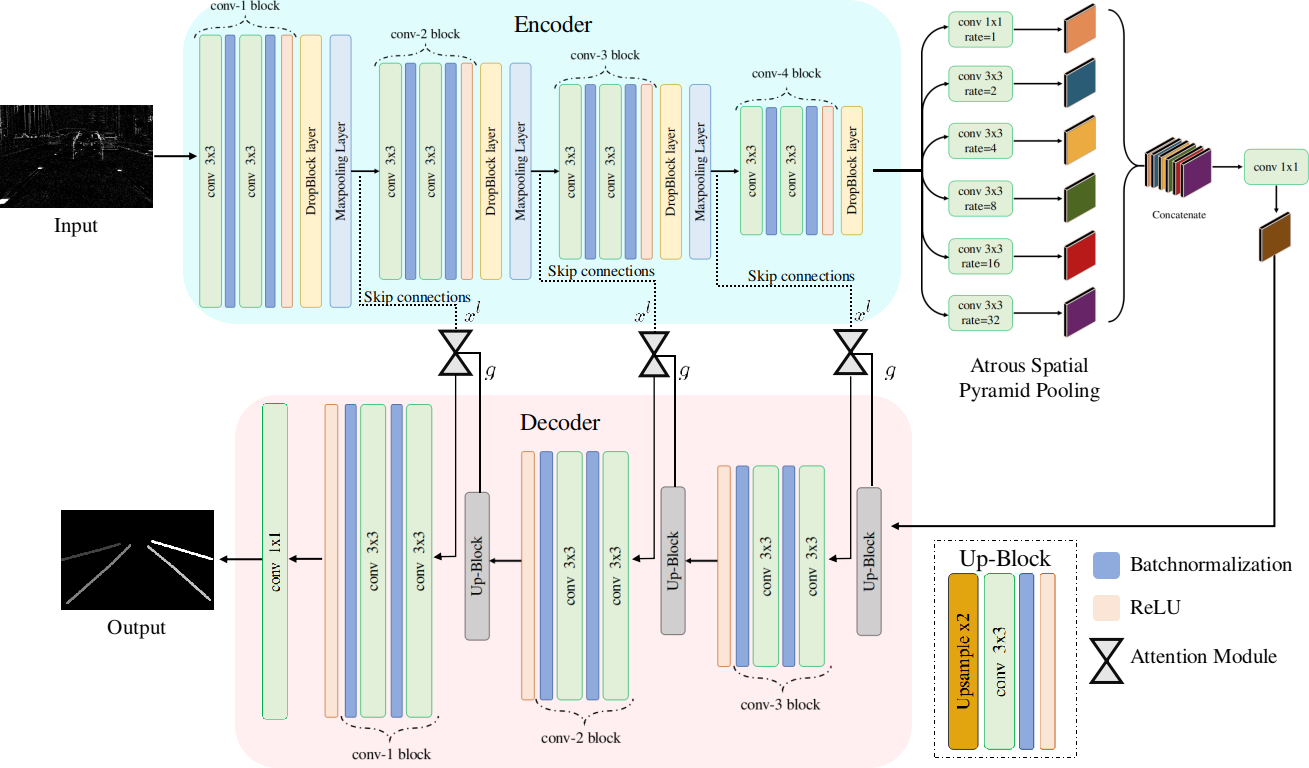 Encoder
conv-1 block
conv-2 block
conv-3 block
conv-4 block
conv 3x3
conv 3x3
DropBlock layer
Maxpooling Layer
conv 3x3
conv 3x3
DropBlock layer
Maxpooling Layer
conv 3x3
conv 3x3
DropBlock layer
Maxpooling Layer
conv 3x3
conv 3x3
DropBlock layer
Input
Skip connections
Skip connections
Skip connections
x^l
x^l
x^l
g
g
g
conv 1x1
rate=1
conv 3x3
rate=2
conv 3x3
rate=4
conv 3x3
rate=8
conv 3x3
rate=16
conv 3x3
rate=32
Atrous Spatial
Pyramid Pooling
Concatenate
conv 1x1
Decoder
conv 1x1
conv 3x3
conv 3x3
Up-Block
conv 3x3
conv 3x3
Up-Block
conv 3x3
conv 3x3
Up-Block
conv-1 block
conv-2 block
conv-3 block
Output
Up-Block
Upsample x2
conv 3x3
Batchnormalization
ReLU
Attention Module